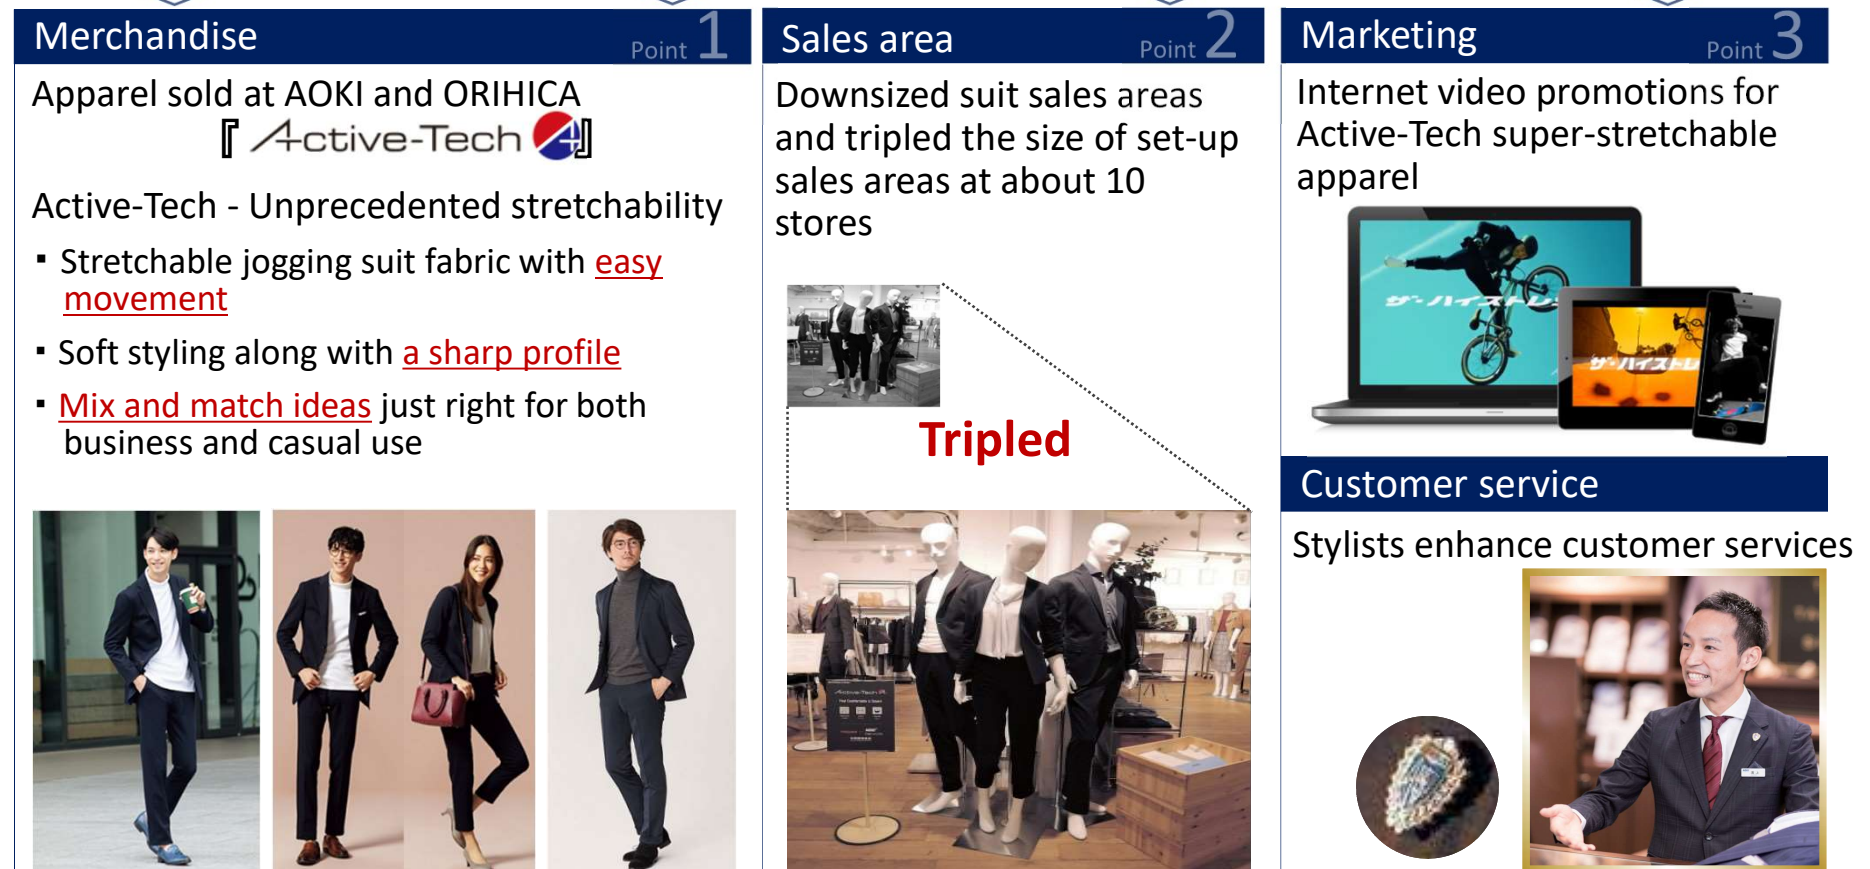 Merchandise
Point 1
Apparel sold at AOKI and ORIHICA
『 Active-Tech 』
Active-Tech - Unprecedented stretchability
▪ Stretchable jogging suit fabric with easy
movement
▪ Soft styling along with a sharp profile
▪ Mix and match ideas just right for both
business and casual use
Sales area
Point 2
Downsized suit sales areas
and tripled the size of set-up
sales areas at about 10
stores
Tripled
Active-Tech
Marketing
Point 3
Internet video promotions for
Active-Tech super-stretchable
apparel
ザ・ハイストレ
ザ・ハイストレ
Customer service
Stylists enhance customer services